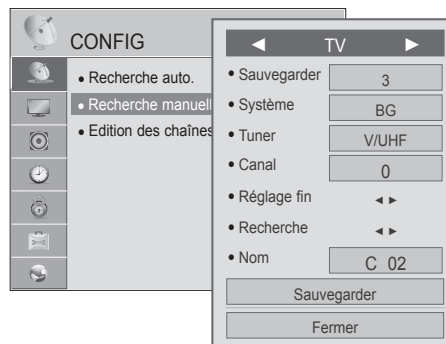 CONFIG
• Recherche auto.
• Recherche manuell
• Edition des chaînes
◄ TV ►
• Sauvegarder 3
• Système BG
• Tuner V/UHF
• Canal 0
• Réglage fin ◄ ►
• Recherche ◄ ►
• Nom C 02
Sauvegarder
Fermer